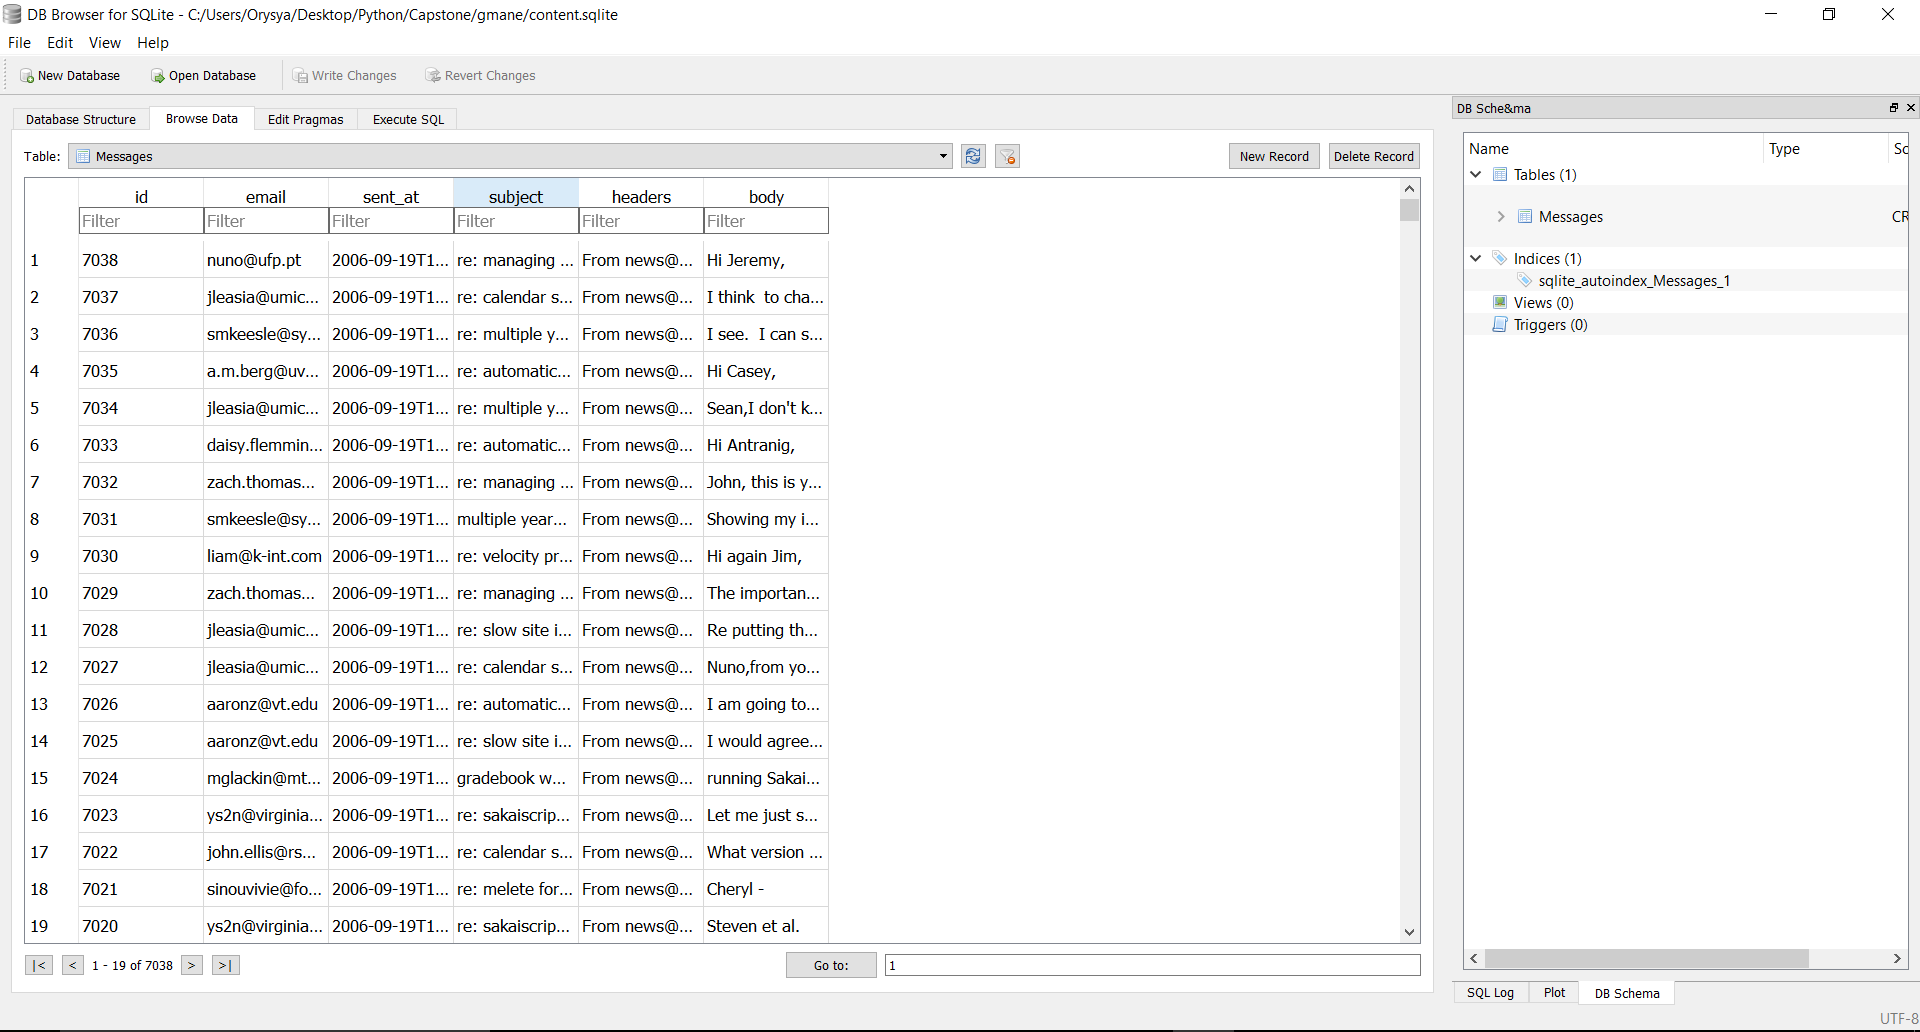 DB Browser for SQLite - C:/Users/Orysya/Desktop/Python/Capstone/gmane/content.sqlite
File Edit View Help
New Database Open Database Write Changes Revert Changes
Database Structure Browse Data Edit Pragmas Execute SQL
Table: Messages New Record Delete Record
id email sent_at subject headers body
Filter Filter Filter Filter Filter Filter
1 7038 nuno@ufp.pt 2006-09-19T1... re: managing ... From news@... Hi Jeremy,
2 7037 jleasia@umic... 2006-09-19T1... re: calendar s... From news@... I think  to cha...
3 7036 smkeesle@sy... 2006-09-19T1... re: multiple y... From news@... I see.  I can s...
4 7035 a.m.berg@uv... 2006-09-19T1... re: automatic... From news@... Hi Casey,
5 7034 jleasia@umic... 2006-09-19T1... re: multiple y... From news@... Sean,I don't k...
6 7033 daisy.flemmin... 2006-09-19T1... re: automatic... From news@... Hi Antranig,
7 7032 zach.thomas... 2006-09-19T1... re: managing ... From news@... John, this is y...
8 7031 smkeesle@sy... 2006-09-19T1... multiple year... From news@... Showing my i...
9 7030 liam@k-int.com 2006-09-19T1... re: velocity pr... From news@... Hi again Jim,
10 7029 zach.thomas... 2006-09-19T1... re: managing ... From news@... The importan...
11 7028 jleasia@umic... 2006-09-19T1... re: slow site i... From news@... Re putting th...
12 7027 jleasia@umic... 2006-09-19T1... re: calendar s... From news@... Nuno,from yo...
13 7026 aaronz@vt.edu 2006-09-19T1... re: automatic... From news@... I am going to...
14 7025 aaronz@vt.edu 2006-09-19T1... re: slow site i... From news@... I would agree...
15 7024 mglackin@mt... 2006-09-19T1... gradebook w... From news@... running Sakai...
16 7023 ys2n@virginia... 2006-09-19T1... re: sakaiscrip... From news@... Let me just s...
17 7022 john.ellis@rs... 2006-09-19T1... re: calendar s... From news@... What version ...
18 7021 sinouvivie@fo... 2006-09-19T1... re: melete for... From news@... Cheryl -
19 7020 ys2n@virginia... 2006-09-19T1... re: sakaiscrip... From news@... Steven et al.
|< < 1 - 19 of 7038 > >| Go to: 1
DB Sche&ma
Name Type Sc
Tables (1)
Messages CR
Indices (1)
sqlite_autoindex_Messages_1
Views (0)
Triggers (0)
SQL Log Plot DB Schema
UTF-8